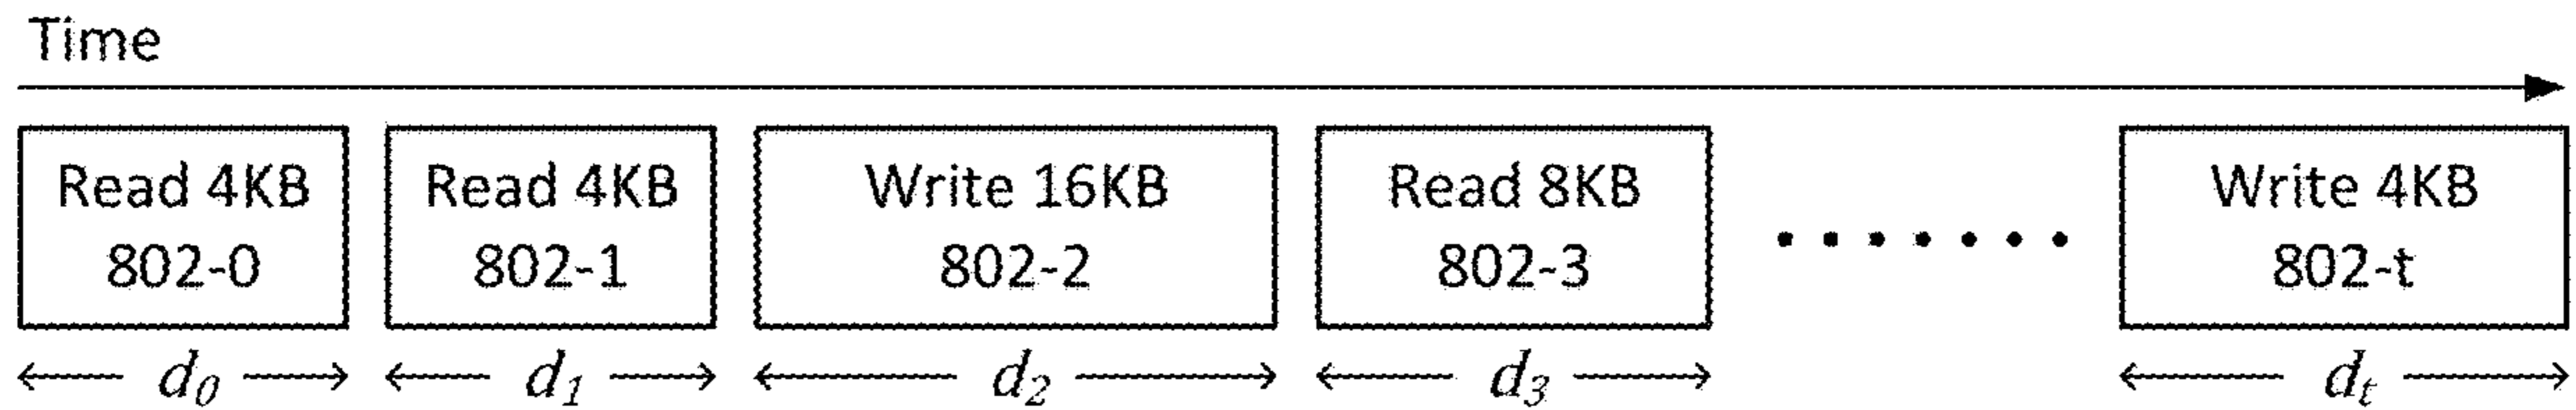 Time
Read 4KB
802-0
Read 4KB
802-1
Write 16KB
802-2
Read 8KB
802-3
.......
Write 4KB
802-t
d0
d1
d2
d3
dt